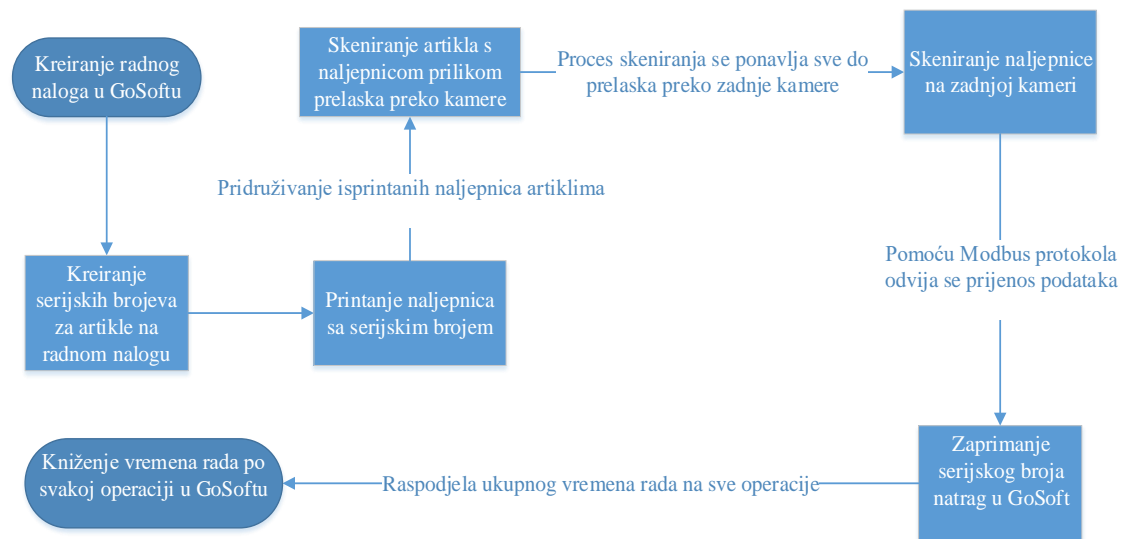 Kreiranje radnog
naloga u GoSoftu
Kreiranje
serijskih brojeva
za artikle na
radnom nalogu
Printanje naljepnica
sa serijskim brojem
Pridruživanje isprintanih naljepnica artiklima
Skeniranje artikla s
naljepnicom prilikom
prelaska preko kamere
Proces skeniranja se ponavlja sve do
prelaska preko zadnje kamere
Skeniranje naljepnice
na zadnjoj kameri
Pomoću Modbus protokola
odvija se prijenos podataka
Zaprimanje
serijskog broja
natrag u GoSoft
Raspodjela ukupnog vremena rada na sve operacije
Kniženje vremena rada po
svakoj operaciji u GoSoftu